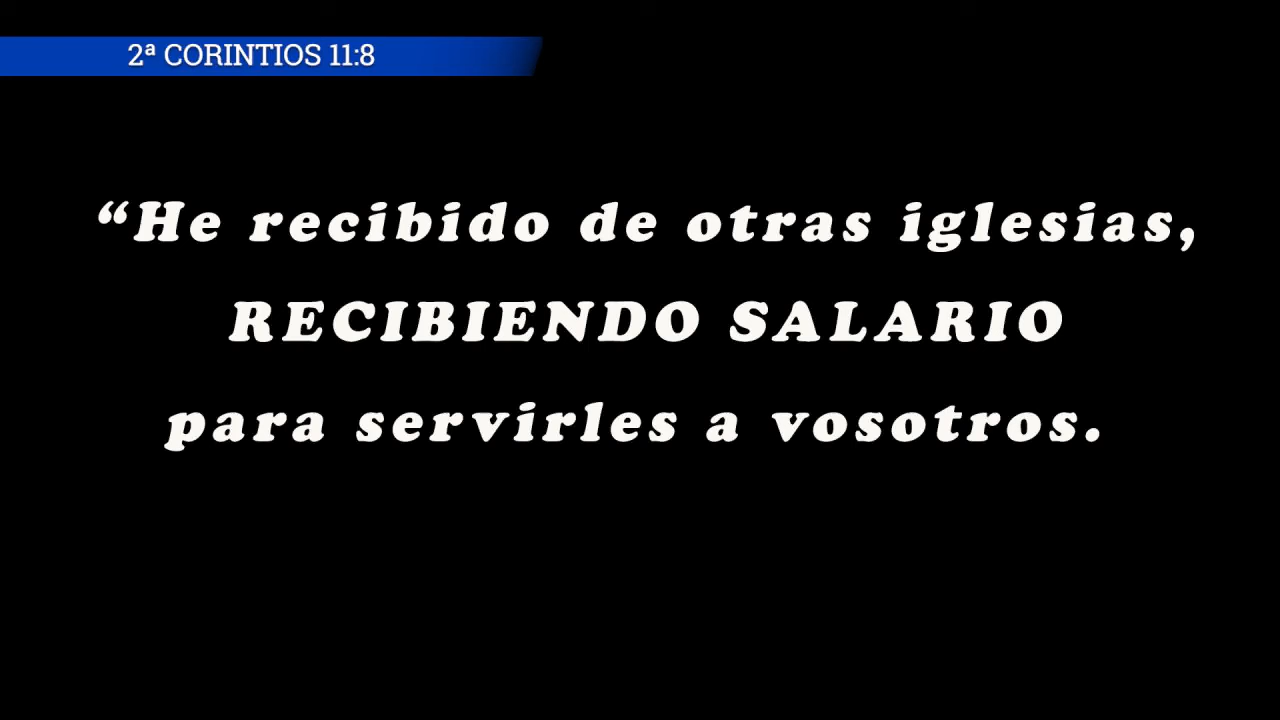 2ª CORINTIOS 11:8
“He recibido de otras iglesias,
RECIBIENDO SALARIO
para servirles a vosotros.